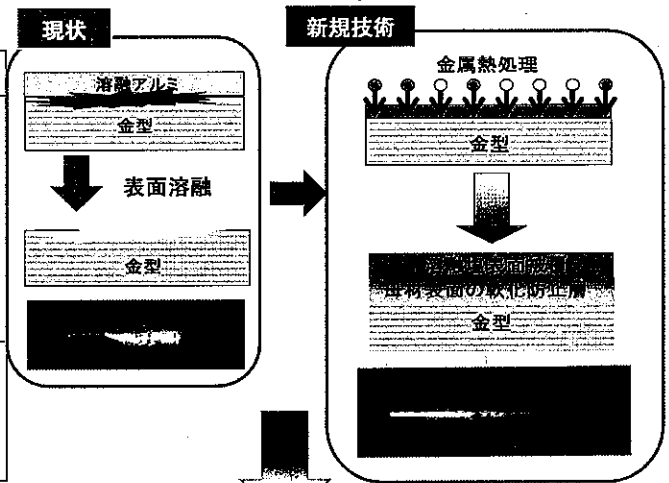 現状
溶融アルミ
金型
表面溶融
金型
新規技術
金属熱処理
金型
母材表面の軟化防止層
金型